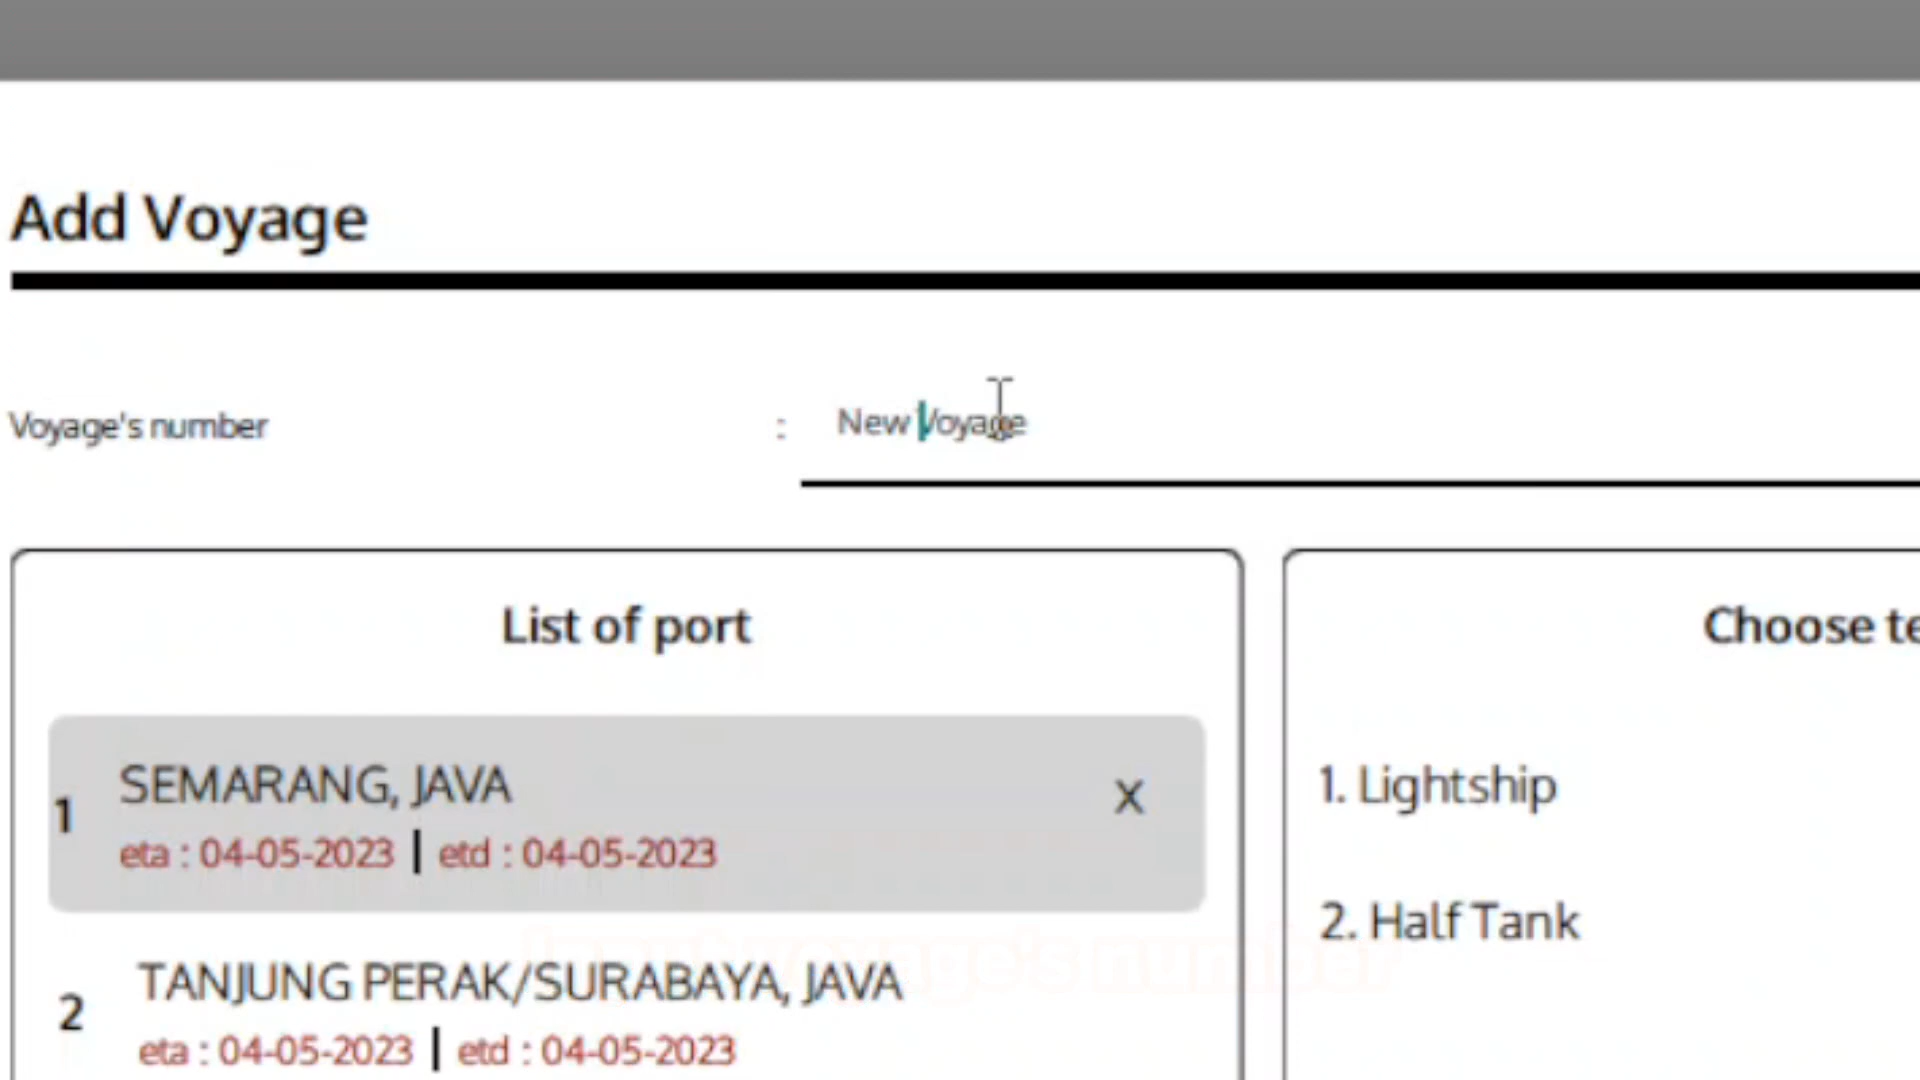 Add Voyage
Voyage's number : New Voyage
List of port
Choose te
1 SEMARANG, JAVA X
eta : 04-05-2023 | etd : 04-05-2023
1. Lightship
2. Half Tank
2 TANJUNG PERAK/SURABAYA, JAVA
eta : 04-05-2023 | etd : 04-05-2023